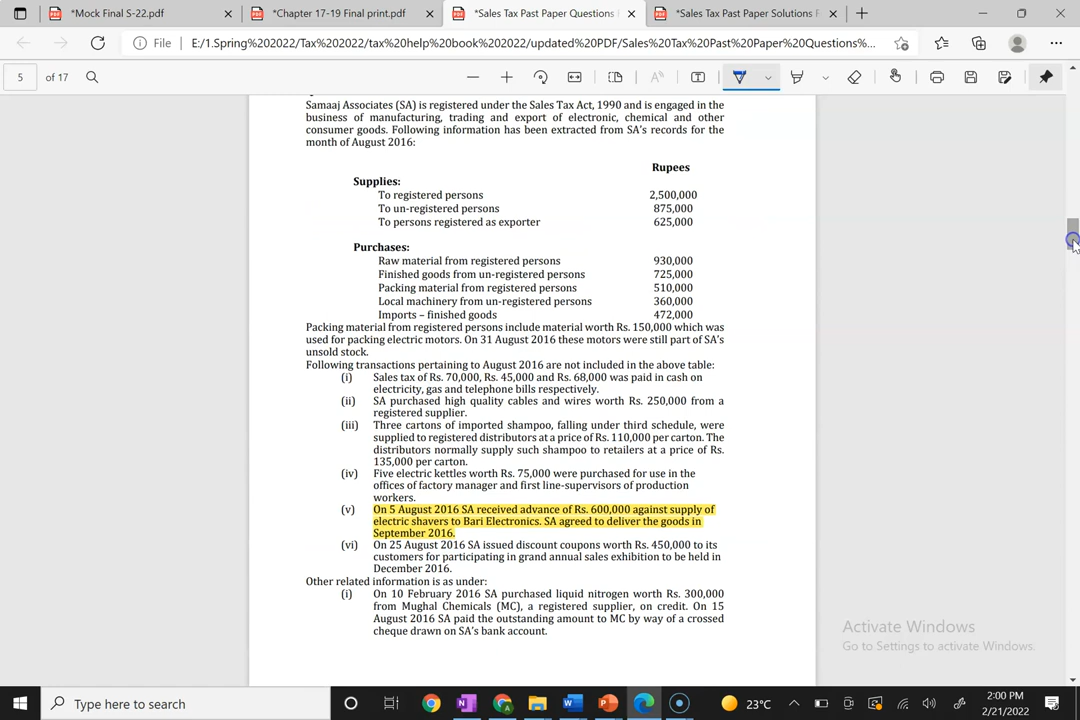 *Mock Final S-22.pdf
*Chapter 17-19 Final print.pdf
*Sales Tax Past Paper Questions
*Sales Tax Past Paper Solutions F
File
E:/1.Spring%202022/Tax%202022/tax%20help%20book%202022/updated%20PDF/Sales%20Tax%20Past%20Paper%20Questions%...
5 of 17
Samaaj Associates (SA) is registered under the Sales Tax Act, 1990 and is engaged in the
business of manufacturing, trading and export of electronic, chemical and other
consumer goods. Following information has been extracted from SA's records for the
month of August 2016:
Rupees
Supplies:
To registered persons 2,500,000
To un-registered persons 875,000
To persons registered as exporter 625,000
Purchases:
Raw material from registered persons 930,000
Finished goods from un-registered persons 725,000
Packing material from registered persons 510,000
Local machinery from un-registered persons 360,000
Imports – finished goods 472,000
Packing material from registered persons include material worth Rs. 150,000 which was
used for packing electric motors. On 31 August 2016 these motors were still part of SA's
unsold stock.
Following transactions pertaining to August 2016 are not included in the above table:
(i) Sales tax of Rs. 70,000, Rs. 45,000 and Rs. 68,000 was paid in cash on
electricity, gas and telephone bills respectively.
(ii) SA purchased high quality cables and wires worth Rs. 250,000 from a
registered supplier.
(iii) Three cartons of imported shampoo, falling under third schedule, were
supplied to registered distributors at a price of Rs. 110,000 per carton. The
distributors normally supply such shampoo to retailers at a price of Rs.
135,000 per carton.
(iv) Five electric kettles worth Rs. 75,000 were purchased for use in the
offices of factory manager and first line-supervisors of production
workers.
(v) On 5 August 2016 SA received advance of Rs. 600,000 against supply of
electric shavers to Bari Electronics. SA agreed to deliver the goods in
September 2016.
(vi) On 25 August 2016 SA issued discount coupons worth Rs. 450,000 to its
customers for participating in grand annual sales exhibition to be held in
December 2016.
Other related information is as under:
(i) On 10 February 2016 SA purchased liquid nitrogen worth Rs. 300,000
from Mughal Chemicals (MC), a registered supplier, on credit. On 15
August 2016 SA paid the outstanding amount to MC by way of a crossed
cheque drawn on SA's bank account.
Activate Windows
Go to Settings to activate Windows.
Type here to search
23°C
2:00 PM
2/21/2022